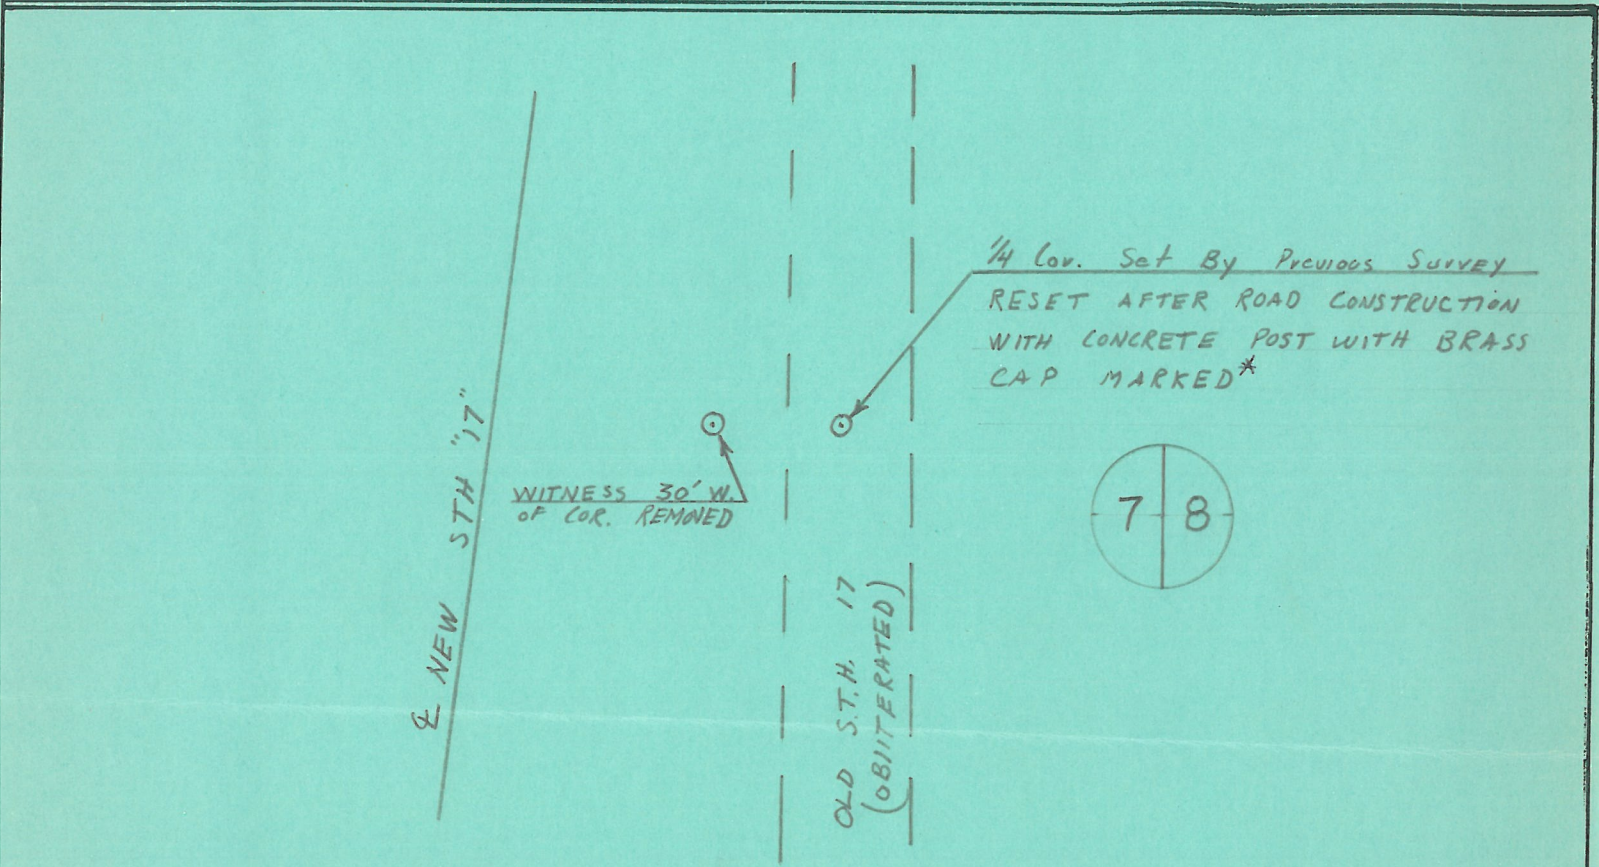 1/4 Cor. Set By Previous Survey
RESET AFTER ROAD CONSTRUCTION
WITH CONCRETE POST WITH BRASS
CAP MARKED*
WITNESS 30' W.
OF COR. REMOVED
7 8
℄ NEW STH "17"
OLD S.T.H. 17
(OBLITERATED)